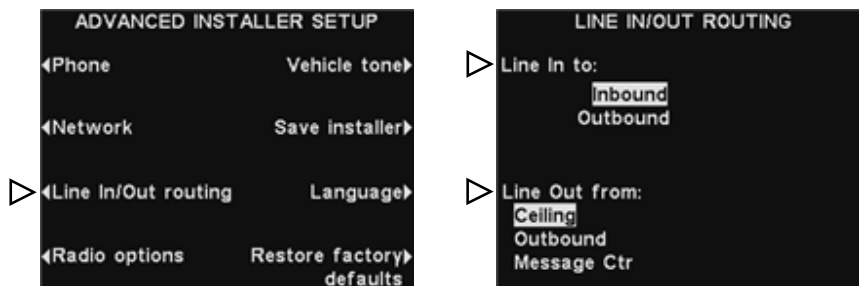 ADVANCED INSTALLER SETUP
Phone
Vehicle tone
Network
Save installer
Line In/Out routing
Language
Radio options
Restore factory
defaults
LINE IN/OUT ROUTING
Line In to:
Inbound
Outbound
Line Out from:
Ceiling
Outbound
Message Ctr